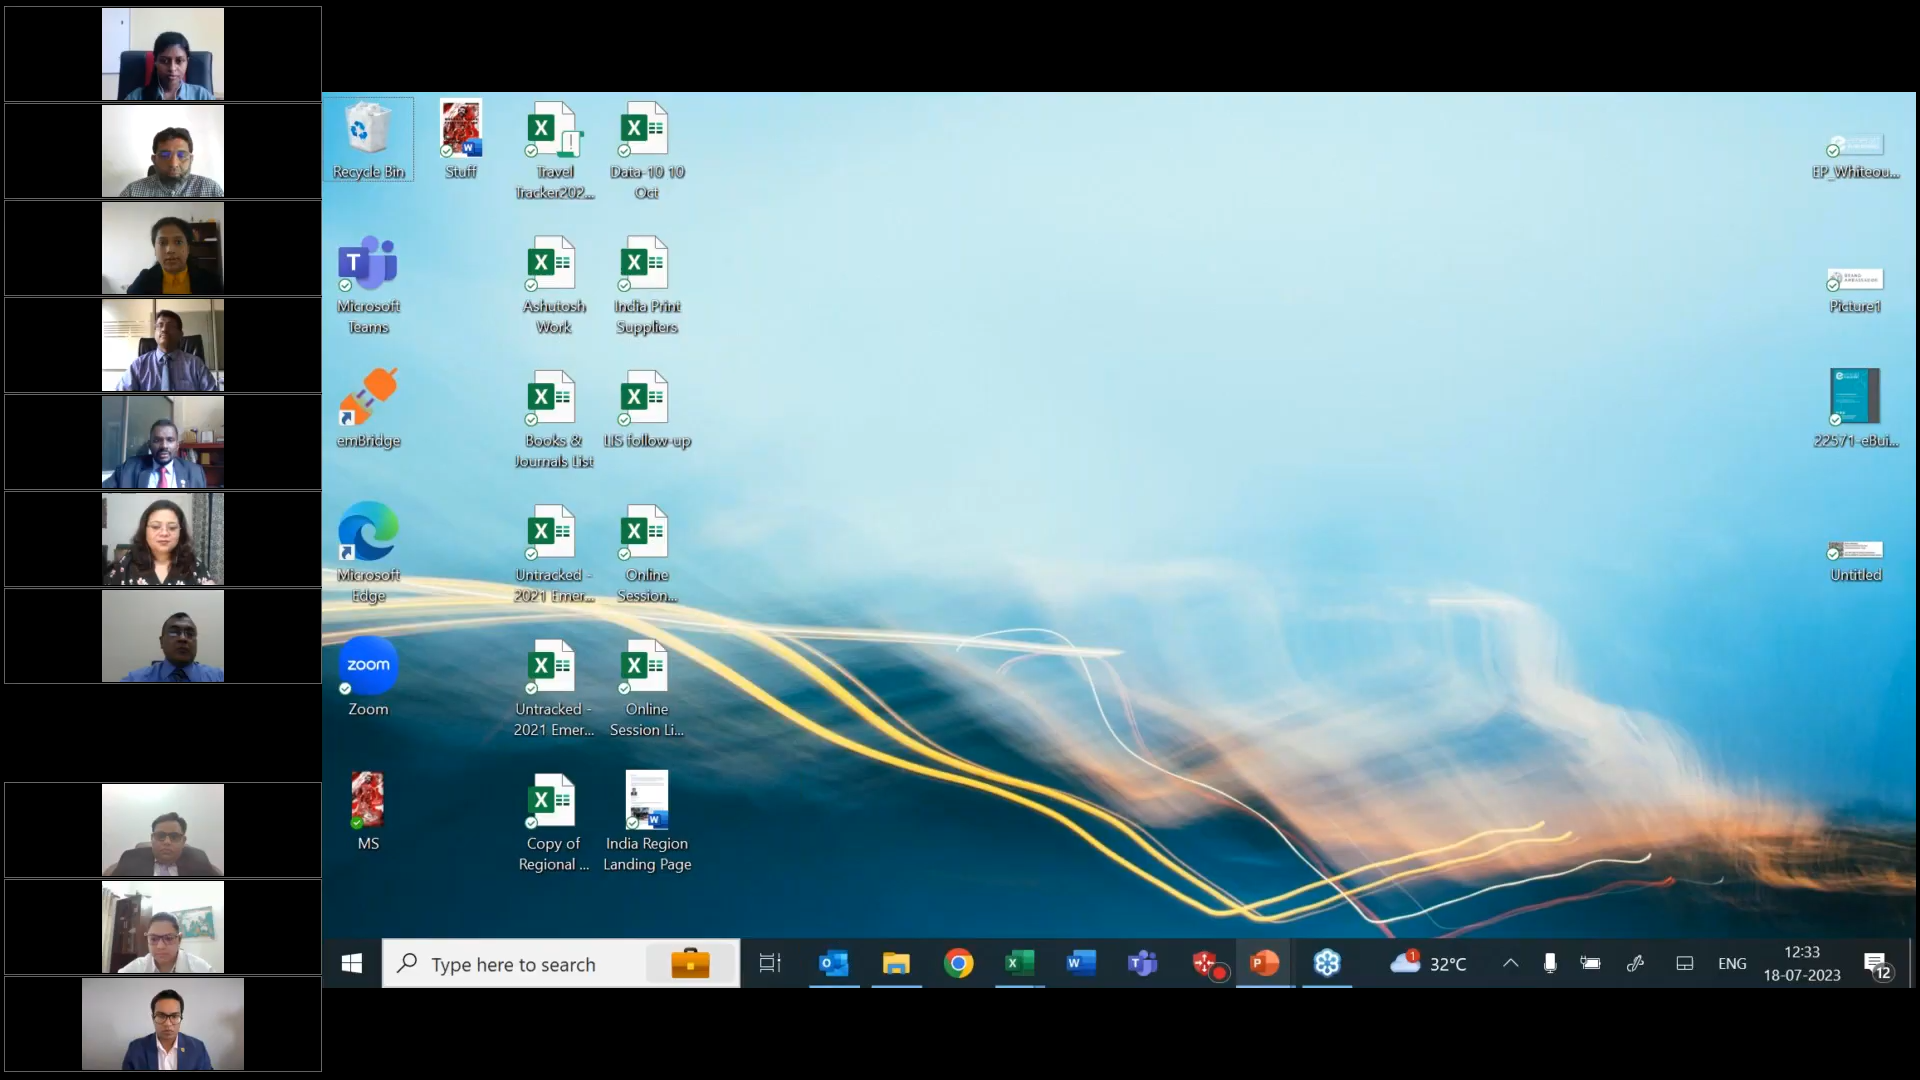 Recycle Bin
Stuff
Travel
Tracker202...
Data-10 10
Oct
EP_Whiteou...
T
Microsoft
Teams
Ashutosh
Work
India Print
Suppliers
Picture1
emBridge
Books &
Journals List
LIS follow-up
22571-eBui...
Microsoft
Edge
Untracked -
2021 Emer...
Online
Session...
Untitled
zoom
Zoom
Untracked -
2021 Emer...
Online
Session Li...
MS
Copy of
Regional ...
India Region
Landing Page
Type here to search
1
32°C
ENG
12:33
18-07-2023
12